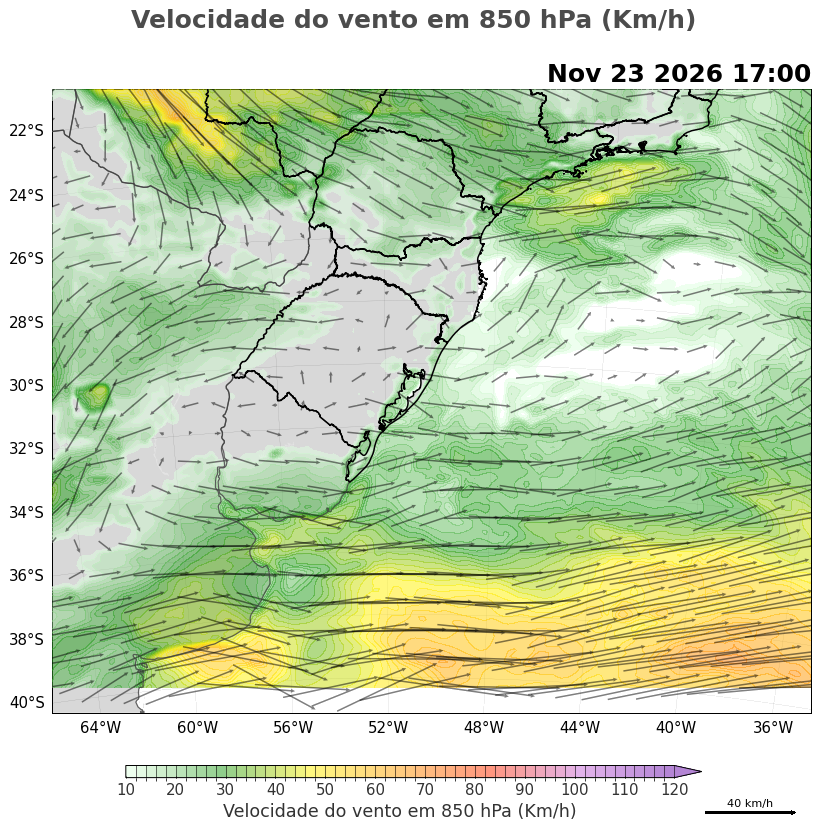 Velocidade do vento em 850 hPa (Km/h)
Nov 23 2026 17:00
22°S
24°S
26°S
28°S
30°S
32°S
34°S
36°S
38°S
40°S
64°W 60°W 56°W 52°W 48°W 44°W 40°W 36°W
10 20 30 40 50 60 70 80 90 100 110 120
Velocidade do vento em 850 hPa (Km/h)
40 km/h